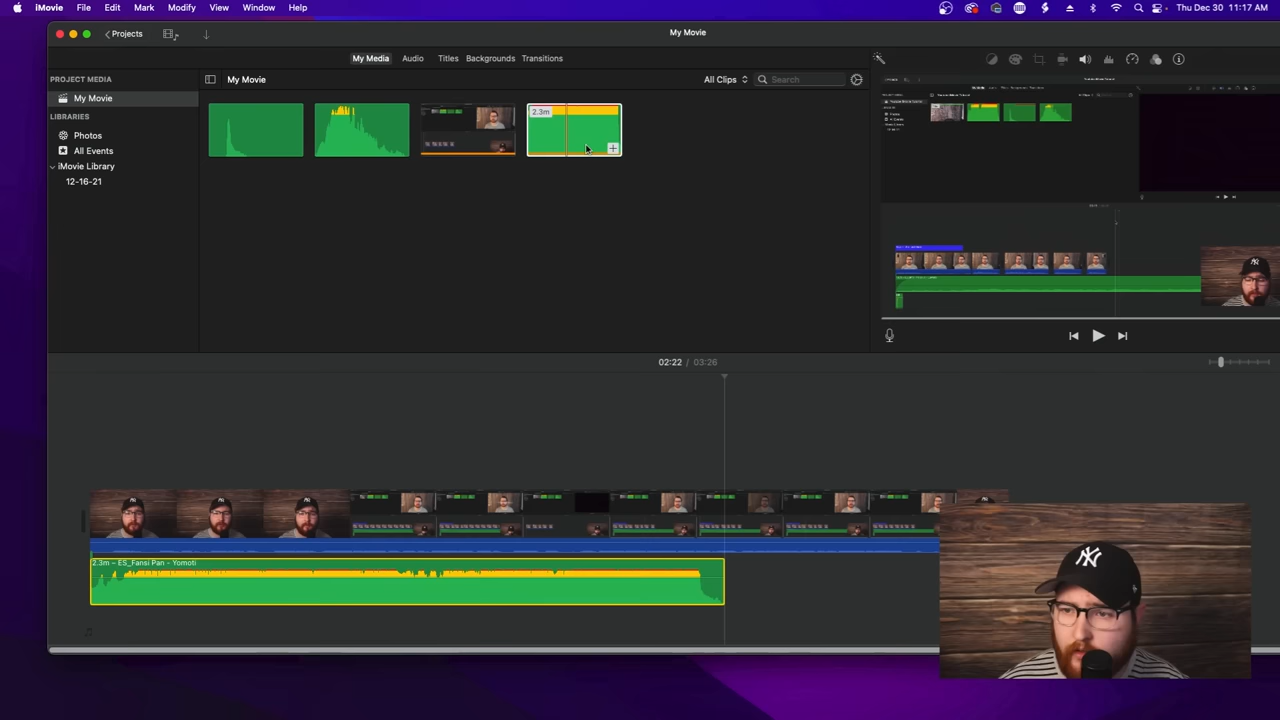 iMovie File Edit Mark Modify View Window Help Thu Dec 30 11:17 AM
Projects My Movie
My Media Audio Titles Backgrounds Transitions
PROJECT MEDIA
My Movie
LIBRARIES
Photos
All Events
iMovie Library
12-16-21
My Movie All Clips Search
2.3m
02:22 / 03:26
2.3m – ES_Fansi Pan - Yomoti